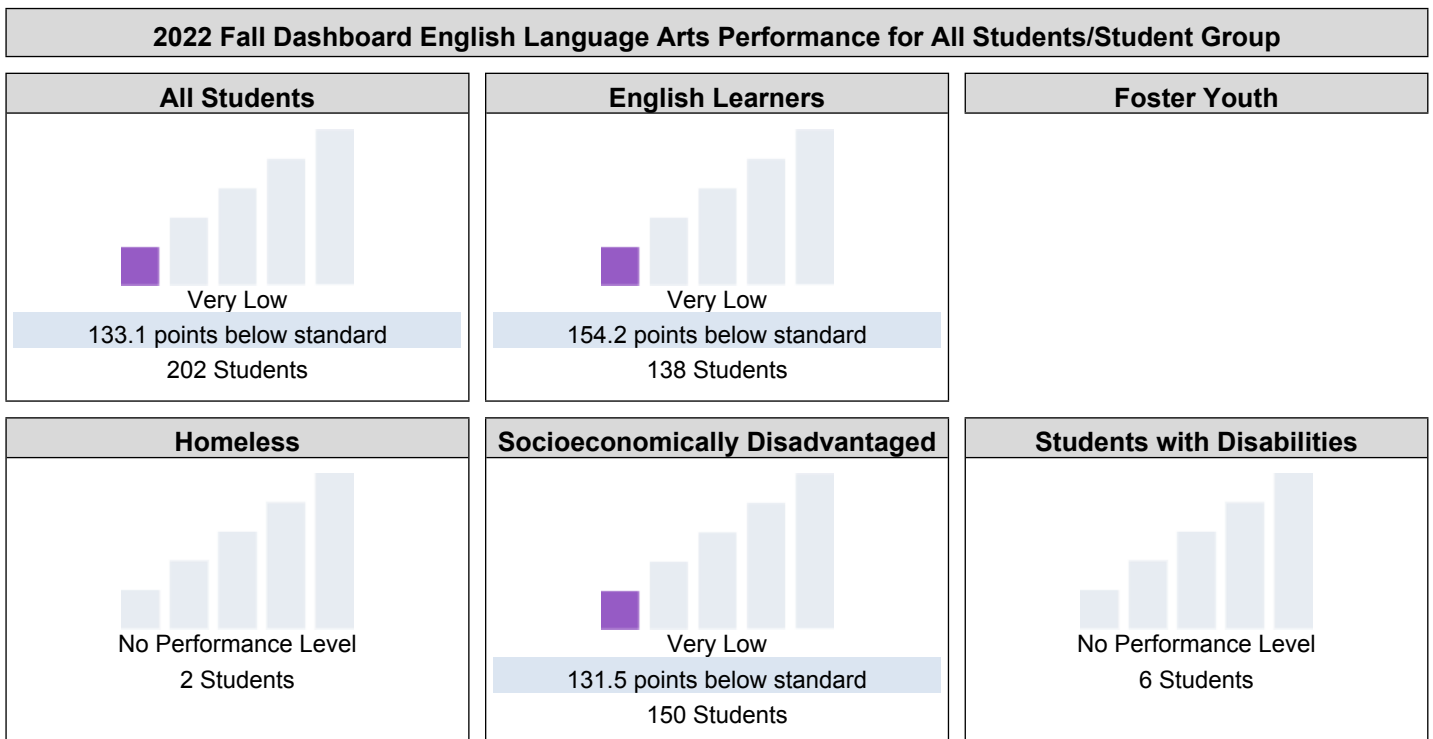 2022 Fall Dashboard English Language Arts Performance for All Students/Student Group
All Students
Very Low
133.1 points below standard
202 Students
English Learners
Very Low
154.2 points below standard
138 Students
Foster Youth
Homeless
No Performance Level
2 Students
Socioeconomically Disadvantaged
Very Low
131.5 points below standard
150 Students
Students with Disabilities
No Performance Level
6 Students